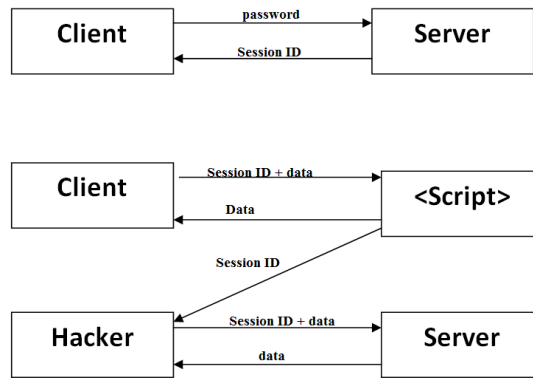 password
Client
Server
Session ID
Session ID + data
Client
<Script>
Data
Session ID
Session ID + data
Hacker
Server
data